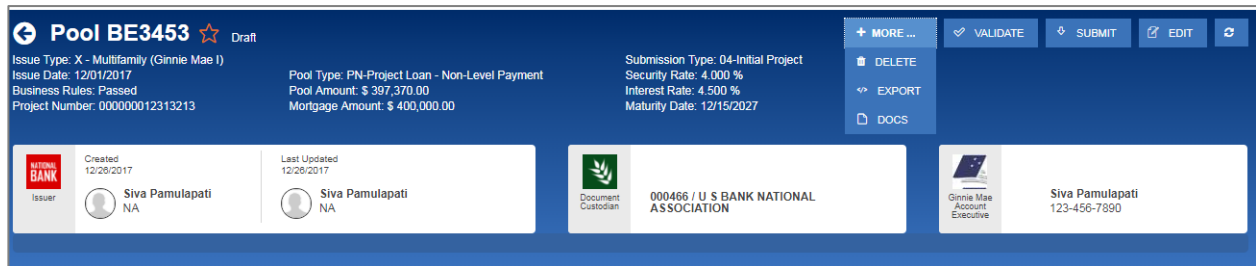 Pool BE3453 Draft
+ MORE ...
VALIDATE
SUBMIT
EDIT
DELETE
EXPORT
DOCS
Issue Type: X - Multifamily (Ginnie Mae I)
Issue Date: 12/01/2017
Business Rules: Passed
Project Number: 000000012313213
Pool Type: PN-Project Loan - Non-Level Payment
Pool Amount: $ 397,370.00
Mortgage Amount: $ 400,000.00
Submission Type: 04-Initial Project
Security Rate: 4.000 %
Interest Rate: 4.500 %
Maturity Date: 12/15/2027
NATIONAL
BANK
Issuer
Created
12/26/2017
Siva Pamulapati
NA
Last Updated
12/26/2017
Siva Pamulapati
NA
Document
Custodian
000466 / U S BANK NATIONAL
ASSOCIATION
Ginnie Mae
Account
Executive
Siva Pamulapati
123-456-7890